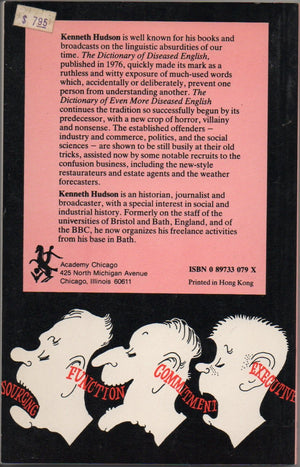 $ 7.95
Kenneth Hudson is well known for his books and
broadcasts on the linguistic absurdities of our
time. The Dictionary of Diseased English,
published in 1976, quickly made its mark as a
ruthless and witty exposure of much-used words
which, accidentally or deliberately, prevent one
person from understanding another. The
Dictionary of Even More Diseased English
continues the tradition so successfully begun by its
predecessor, with a new crop of horror, villainy
and nonsense. The established offenders –
industry and commerce, politics, and the social
sciences – are shown to be still busily at their old
tricks, assisted now by some notable recruits to the
confusion business, including the new-style
restaurateurs and estate agents and the weather
forecasters.
Kenneth Hudson is an historian, journalist and
broadcaster, with a special interest in social and
industrial history. Formerly on the staff of the
universities of Bristol and Bath, England, and of
the BBC, he now organizes his freelance activities
from his base in Bath.
Academy Chicago
425 North Michigan Avenue
Chicago, Illinois 60611
ISBN 0 89733 079 X
Printed in Hong Kong
SOURCING
FUNCTION
COMMITMENT
EXECUTIVE